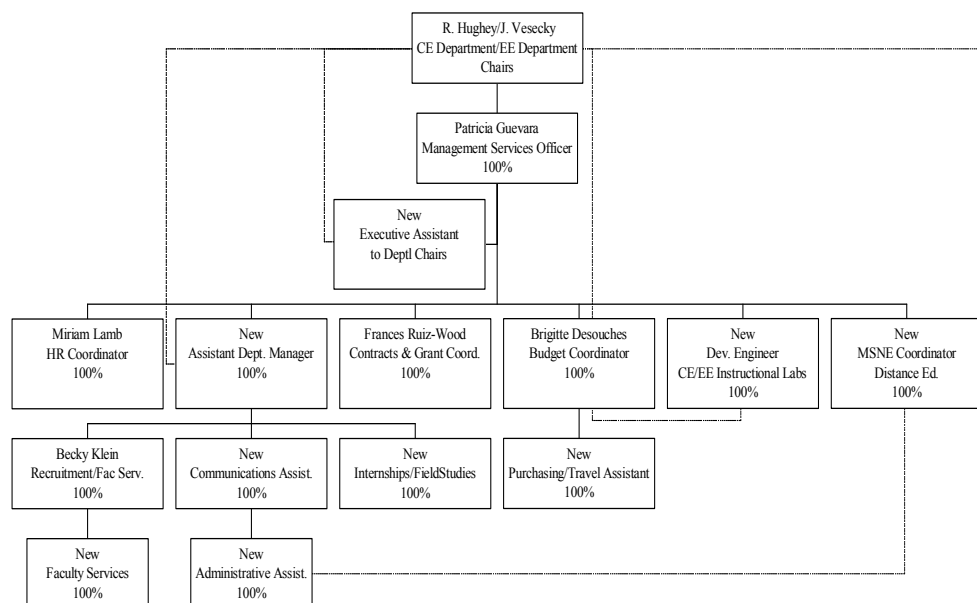 R. Hughey/J. Vesecky
CE Department/EE Department
Chairs
Patricia Guevara
Management Services Officer
100%
New
Executive Assistant
to Deptl Chairs
Miriam Lamb
HR Coordinator
100%
New
Assistant Dept. Manager
100%
Frances Ruiz-Wood
Contracts & Grant Coord.
100%
Brigitte Desouches
Budget Coordinator
100%
New
Dev. Engineer
CE/EE Instructional Labs
100%
New
MSNE Coordinator
Distance Ed.
100%
Becky Klein
Recruitment/Fac Serv.
100%
New
Communications Assist.
100%
New
Internships/FieldStudies
100%
New
Purchasing/Travel Assistant
100%
New
Faculty Services
100%
New
Administrative Assist.
100%